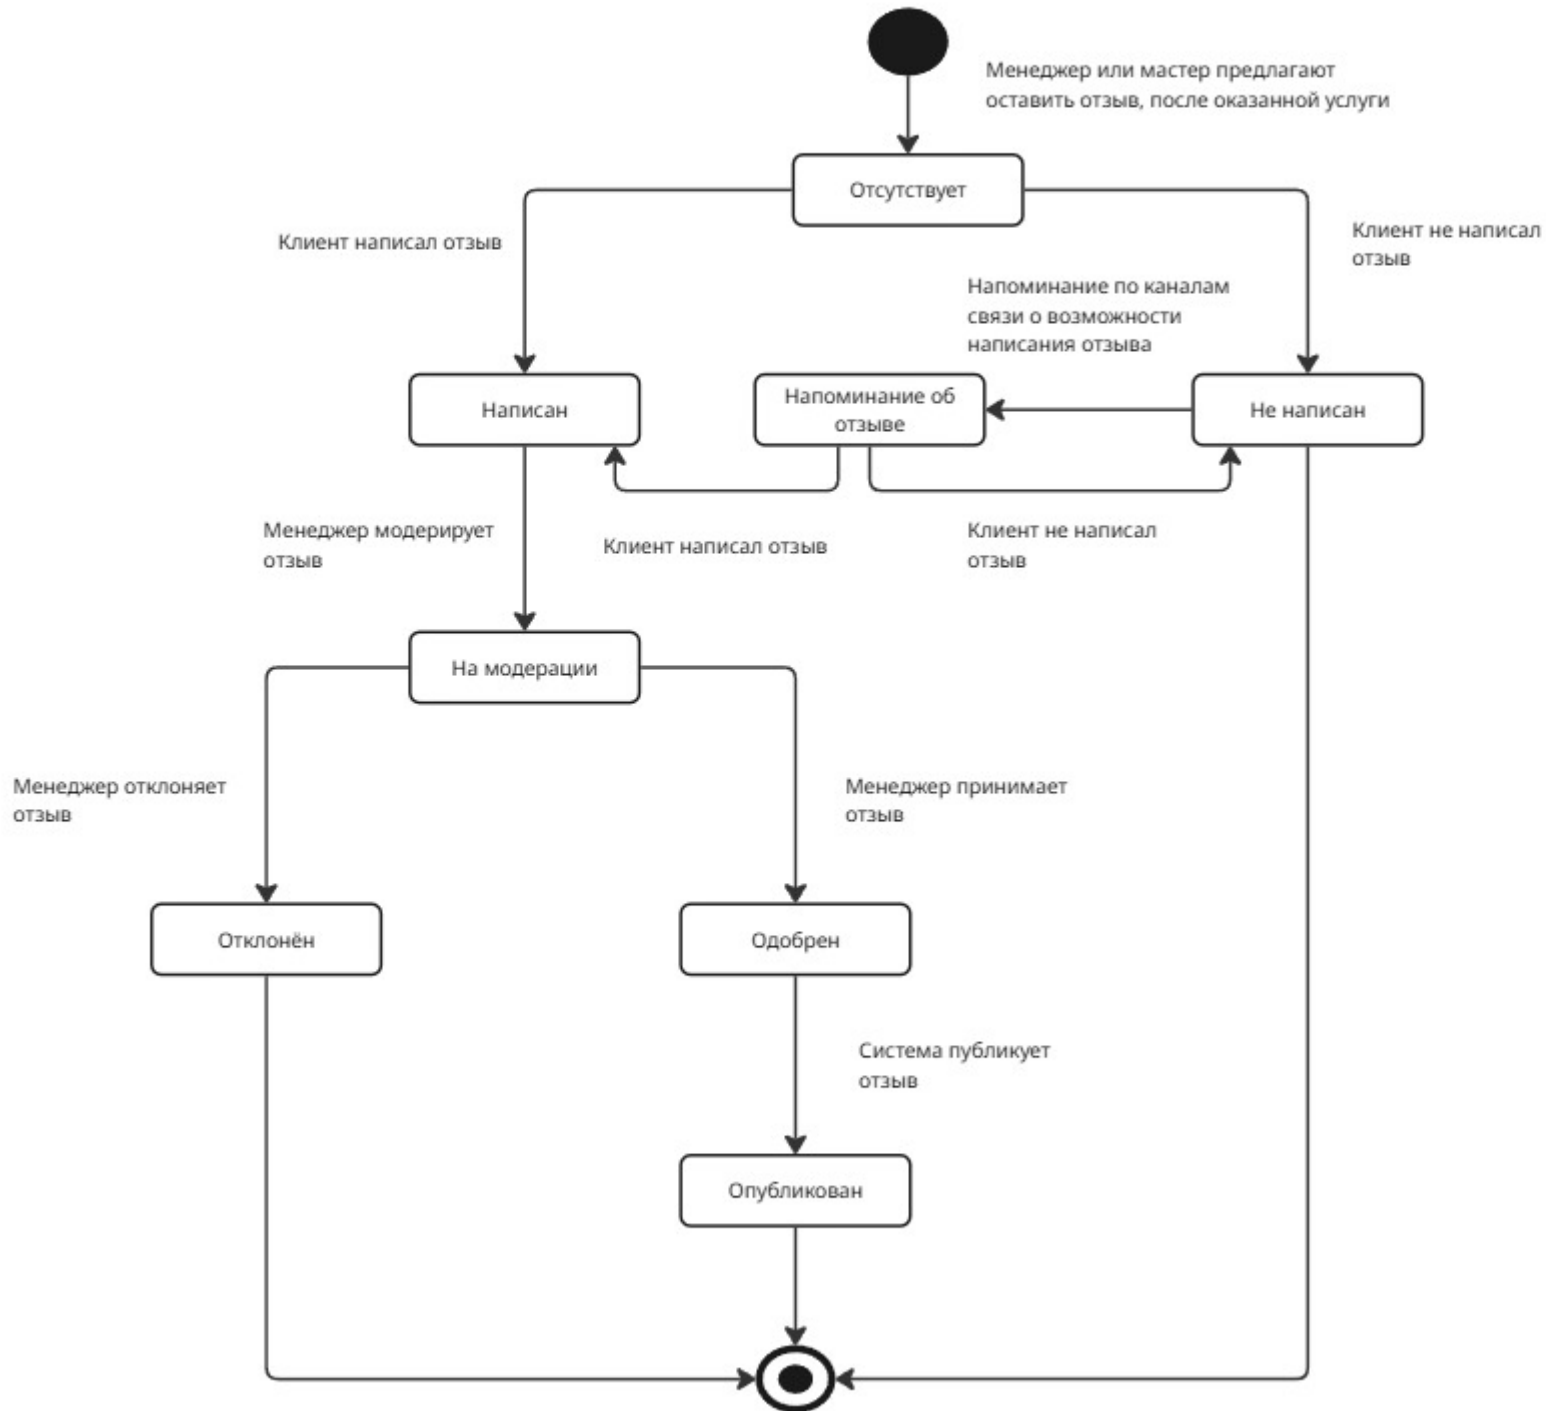 Менеджер или мастер предлагают
оставить отзыв, после оказанной услуги
Отсутствует
Клиент написал отзыв
Клиент не написал
отзыв
Напоминание по каналам
связи о возможности
написания отзыва
Написан
Напоминание об
отзыве
Не написан
Менеджер модерирует
отзыв
Клиент написал отзыв
Клиент не написал
отзыв
На модерации
Менеджер отклоняет
отзыв
Менеджер принимает
отзыв
Отклонён
Одобрен
Система публикует
отзыв
Опубликован